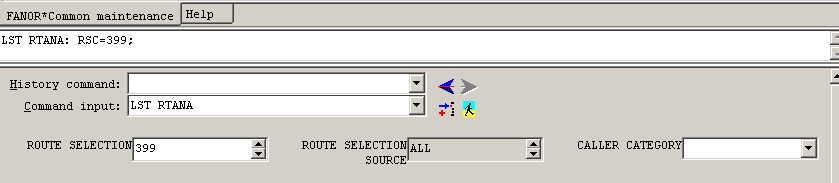 FANOR*Common maintenance Help
LST RTANA: RSC=399;
History command:
Command input: LST RTANA
ROUTE SELECTION 399 ROUTE SELECTION SOURCE ALL CALLER CATEGORY